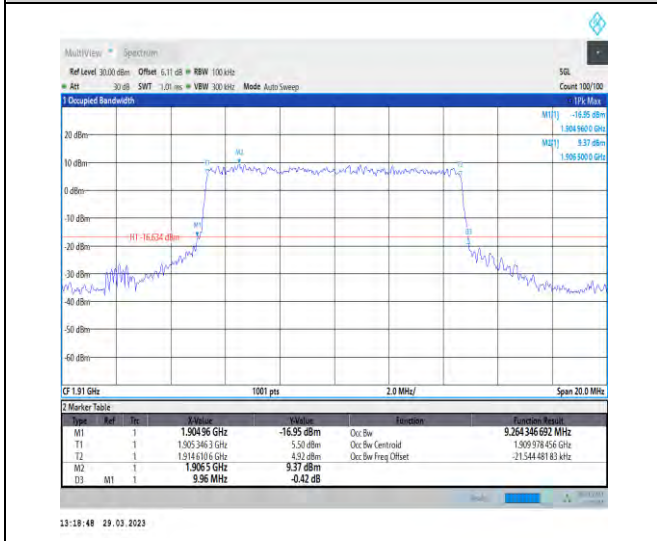 MultiView Spectrum
Ref Level 30.00 dBm Offset 6.11 dB RBW 100 kHz SGL
Att 30 dB SWT 1.01 ms VBW 300 kHz Mode Auto Sweep Count 100/100
1 Occupied Bandwidth 1Pk Max
M1[1] -16.95 dBm
1.904 960 0 GHz
M2[1] 9.37 dBm
1.906 500 0 GHz
20 dBm
M2
T1
T2
10 dBm
0 dBm
-10 dBm
M1
D3
H1 -16.634 dBm
-20 dBm
-30 dBm
-40 dBm
-50 dBm
-60 dBm
CF 1.91 GHz 1001 pts 2.0 MHz/ Span 20.0 MHz
2 Marker Table
Type Ref Trc X-Value Y-Value Function Function Result
M1 1 1.904 96 GHz -16.95 dBm Occ Bw 9.264 346 692 MHz
T1 1 1.905 346 3 GHz 5.50 dBm Occ Bw Centroid 1.909 978 456 GHz
T2 1 1.914 610 6 GHz 4.92 dBm Occ Bw Freq Offset -21.544 481 83 kHz
M2 1 1.906 5 GHz 9.37 dBm
D3 M1 1 9.96 MHz -0.42 dB
13:18:48 29.03.2023